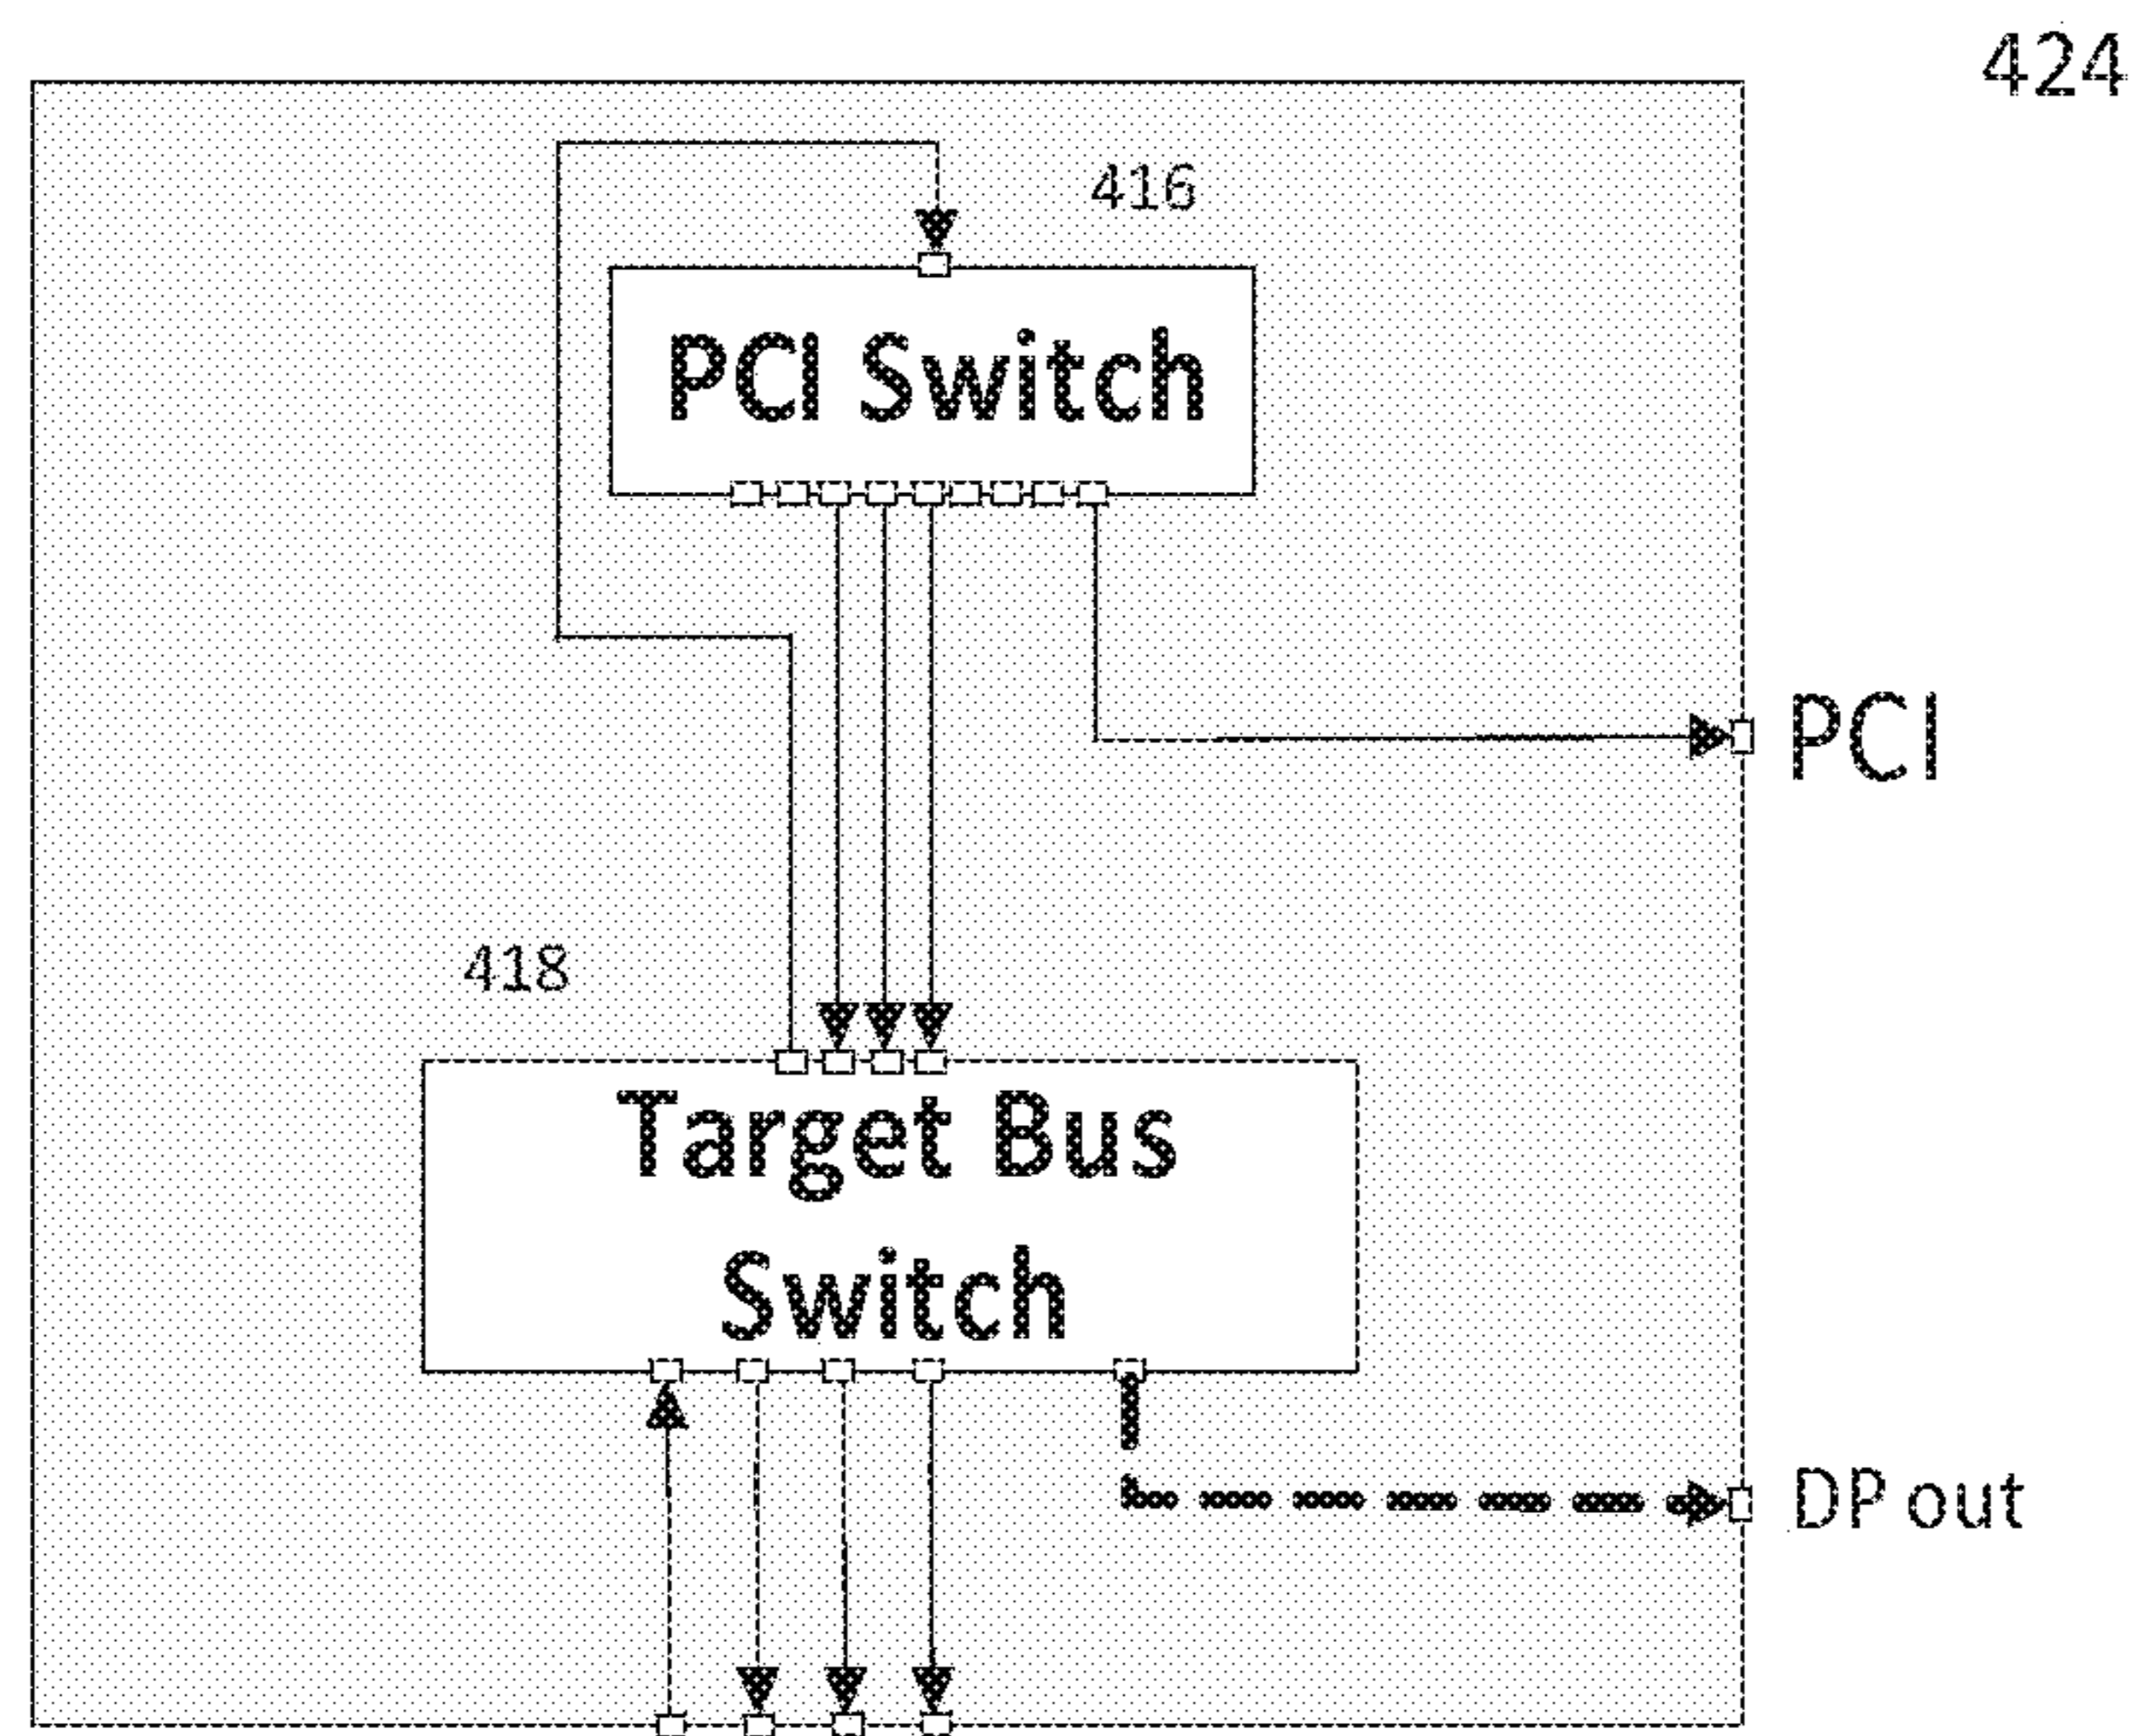 424
416
PCI Switch
PCI
418
Target Bus
Switch
DP out